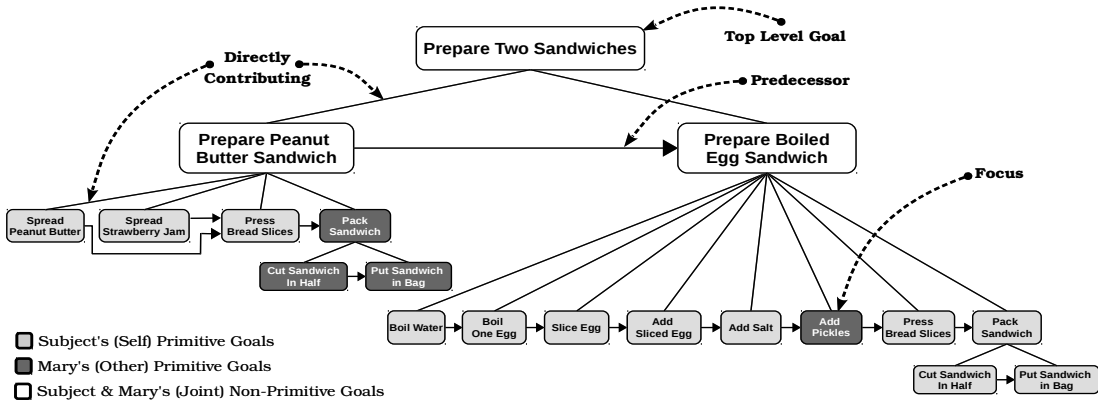 Prepare Two Sandwiches
Top Level Goal
Directly
Contributing
Predecessor
Prepare Peanut
Butter Sandwich
Prepare Boiled
Egg Sandwich
Focus
Spread
Peanut Butter
Spread
Strawberry Jam
Press
Bread Slices
Pack
Sandwich
Cut Sandwich
In Half
Put Sandwich
in Bag
Boil Water
Boil
One Egg
Slice Egg
Add
Sliced Egg
Add Salt
Add
Pickles
Press
Bread Slices
Pack
Sandwich
Cut Sandwich
In Half
Put Sandwich
in Bag
Subject's (Self) Primitive Goals
Mary's (Other) Primitive Goals
Subject & Mary's (Joint) Non-Primitive Goals